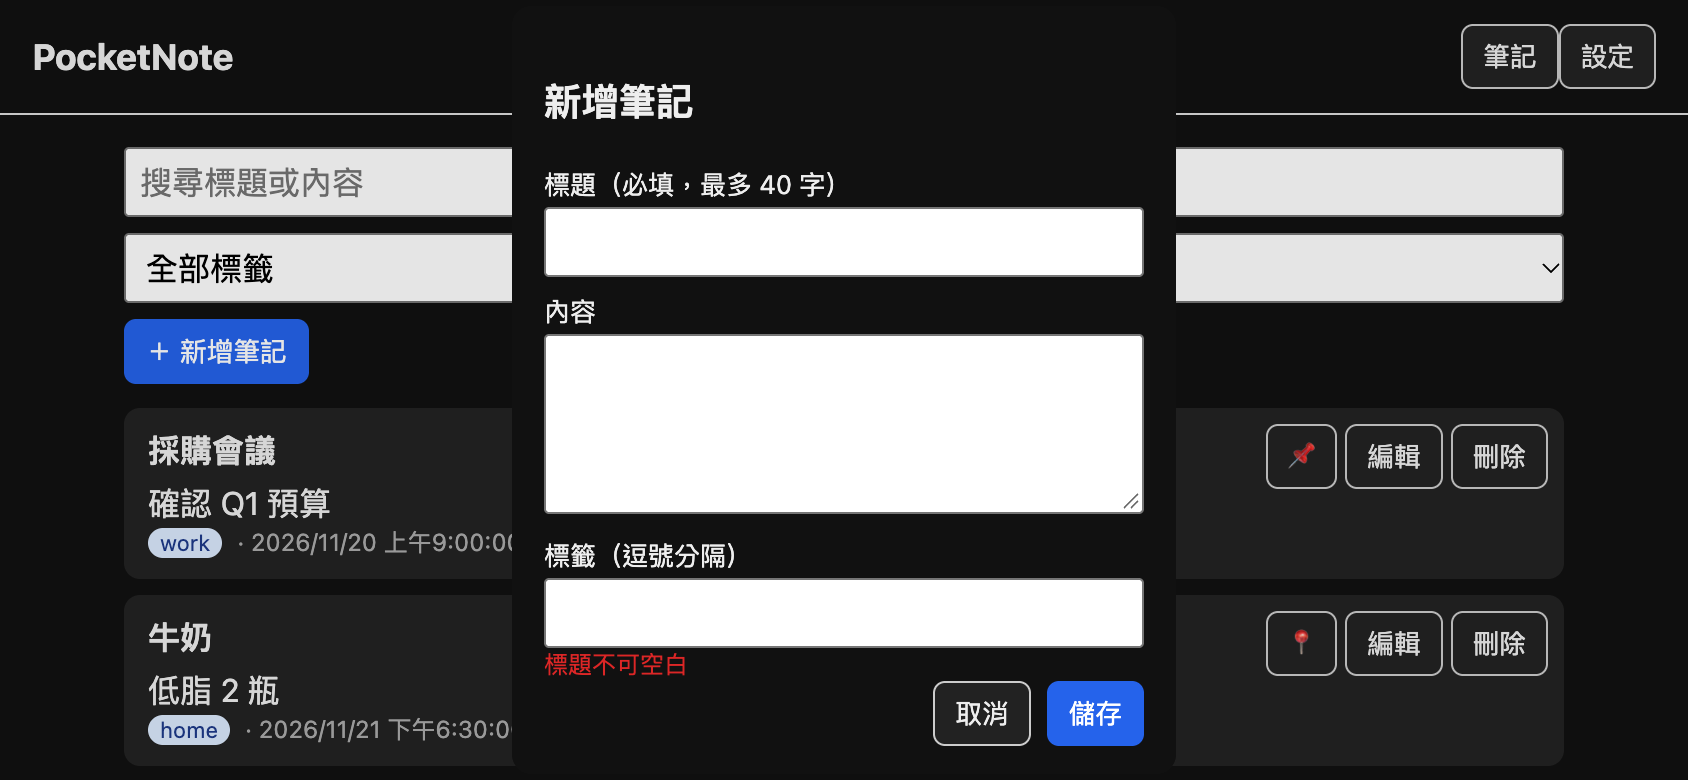 PocketNote
筆記
設定
搜尋標題或內容
全部標籤
＋ 新增筆記
採購會議
確認 Q1 預算
work · 2026/11/20 上午9:00:00
編輯
刪除
牛奶
低脂 2 瓶
home · 2026/11/21 下午6:30:0
編輯
刪除
新增筆記
標題（必填，最多 40 字）
內容
標籤（逗號分隔）
標題不可空白
取消
儲存